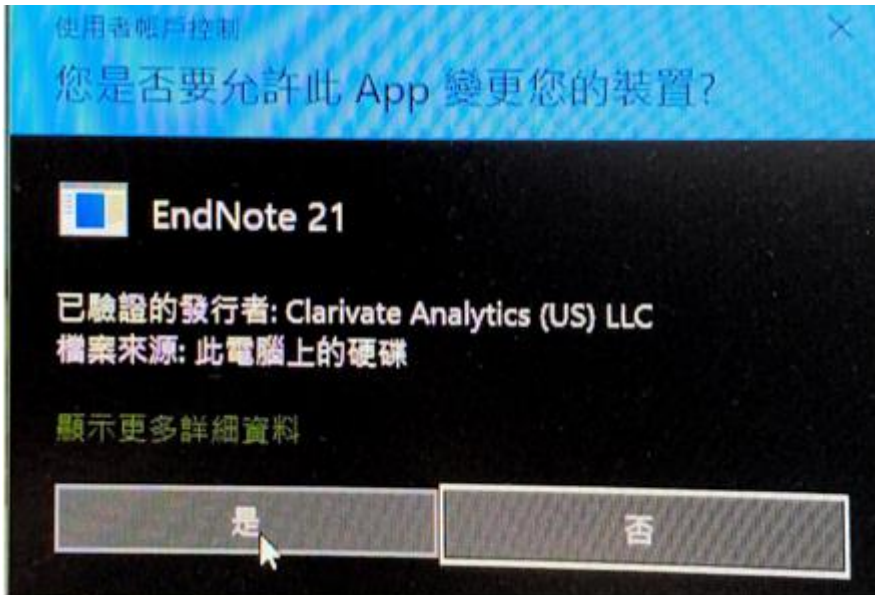 使用者帳戶控制
您是否要允許此 App 變更您的裝置?
EndNote 21
已驗證的發行者: Clarivate Analytics (US) LLC
檔案來源: 此電腦上的硬碟
顯示更多詳細資料
是
否